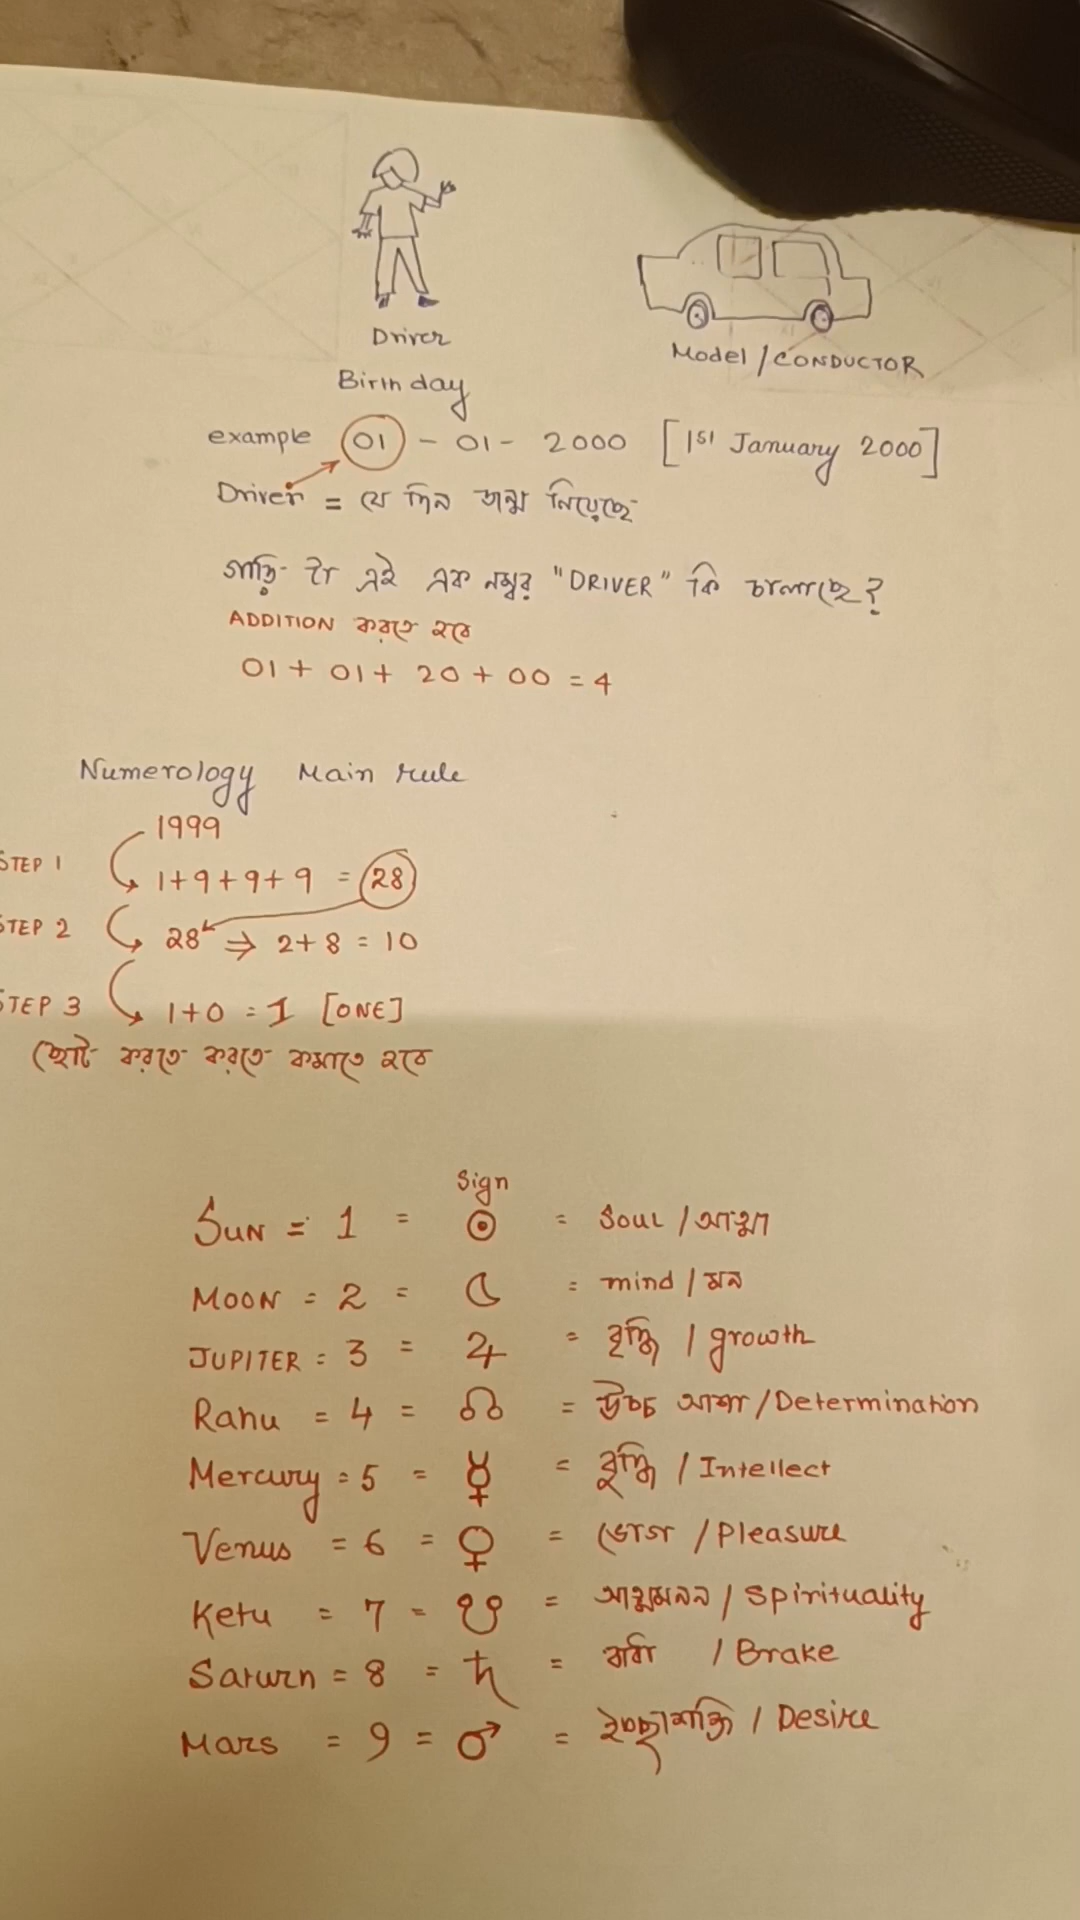 Driver
Model / CONDUCTOR
Birthday
example 01 - 01 - 2000 [1st January 2000]
Driver = যে দিন জন্ম নিয়েছে
গাড়ি টা এই এক নম্বর "DRIVER" কি চালাচ্ছে?
ADDITION করতে হবে
01 + 01 + 20 + 00 = 4
Numerology Main rule
1999
STEP 1 1+9+9+9 = 28
STEP 2 28 ⇒ 2+8 = 10
STEP 3 1+0 = 1 [ONE]
ছোট করতে করতে কমাতে হবে
Sign
SUN = 1 = ☉ = Soul / আত্মা
MOON = 2 = ☾ = mind / মন
JUPITER = 3 = ♃ = বৃদ্ধি / growth
Rahu = 4 = ☊ = উচ্চ আশা / Determination
Mercury = 5 = ☿ = বুদ্ধি / Intellect
Venus = 6 = ♀ = ভোগ / Pleasure
Ketu = 7 = ☋ = আত্মমনন / Spirituality
Saturn = 8 = ♄ = বাধা / Brake
Mars = 9 = ♂ = ইচ্ছাশক্তি / Desire